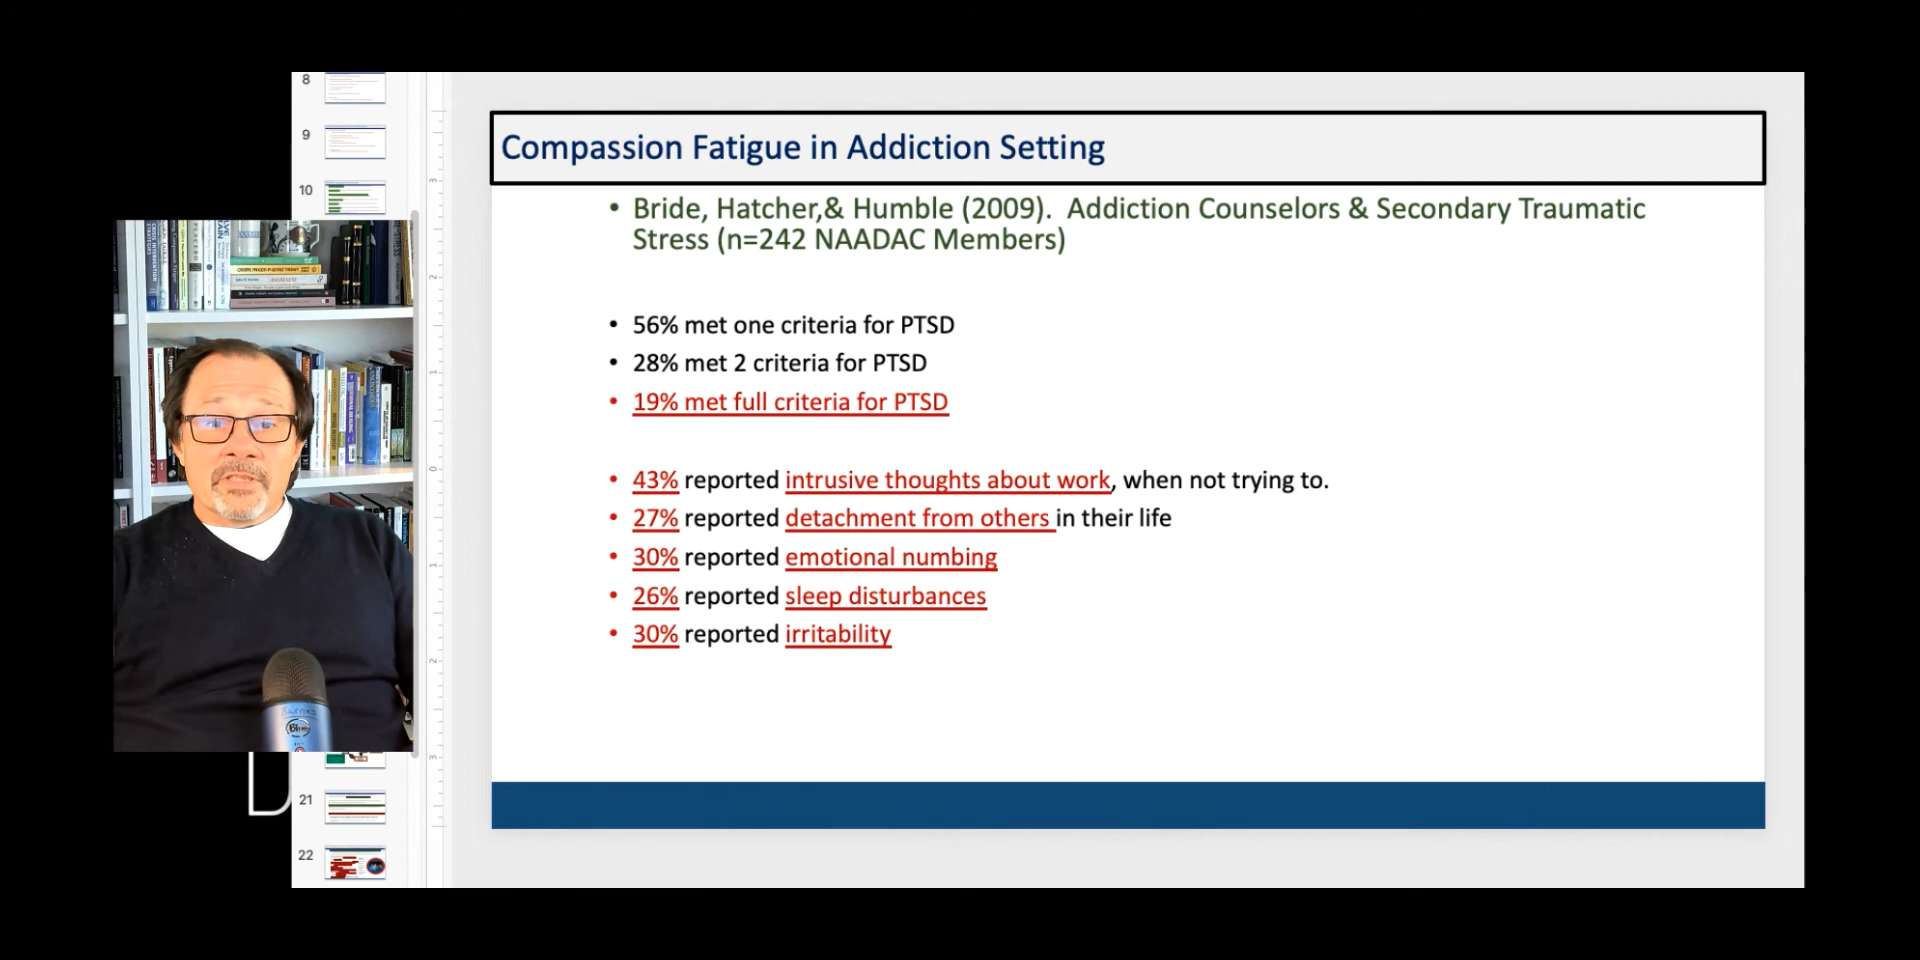 8
9
10
Compassion Fatigue in Addiction Setting
• Bride, Hatcher,& Humble (2009). Addiction Counselors & Secondary Traumatic
Stress (n=242 NAADAC Members)
• 56% met one criteria for PTSD
• 28% met 2 criteria for PTSD
• 19% met full criteria for PTSD
• 43% reported intrusive thoughts about work, when not trying to.
• 27% reported detachment from others in their life
• 30% reported emotional numbing
• 26% reported sleep disturbances
• 30% reported irritability
D
21
22